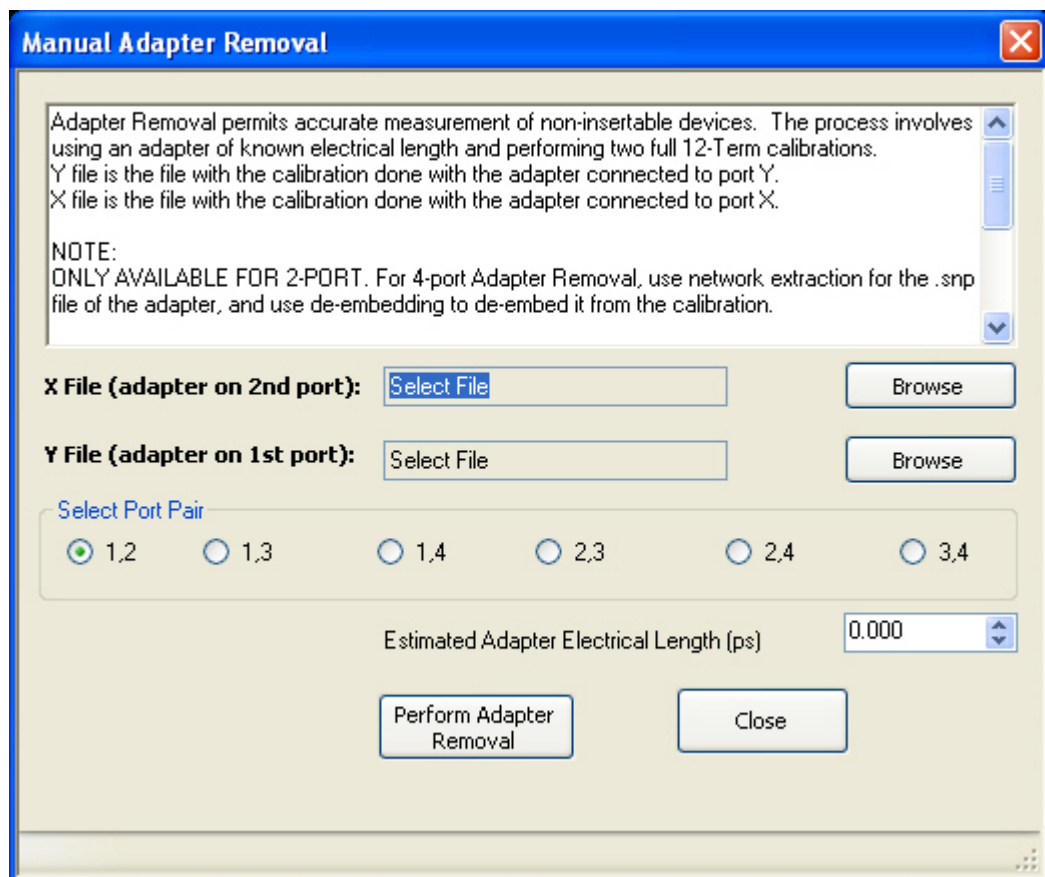 Manual Adapter Removal
Adapter Removal permits accurate measurement of non-insertable devices.  The process involves
using an adapter of known electrical length and performing two full 12-Term calibrations.
Y file is the file with the calibration done with the adapter connected to port Y.
X file is the file with the calibration done with the adapter connected to port X.
NOTE:
ONLY AVAILABLE FOR 2-PORT. For 4-port Adapter Removal, use network extraction for the .snp
file of the adapter, and use de-embedding to de-embed it from the calibration.
X File (adapter on 2nd port): Select File Browse
Y File (adapter on 1st port): Select File Browse
Select Port Pair
1,2 1,3 1,4 2,3 2,4 3,4
Estimated Adapter Electrical Length (ps) 0.000
Perform Adapter
Removal
Close